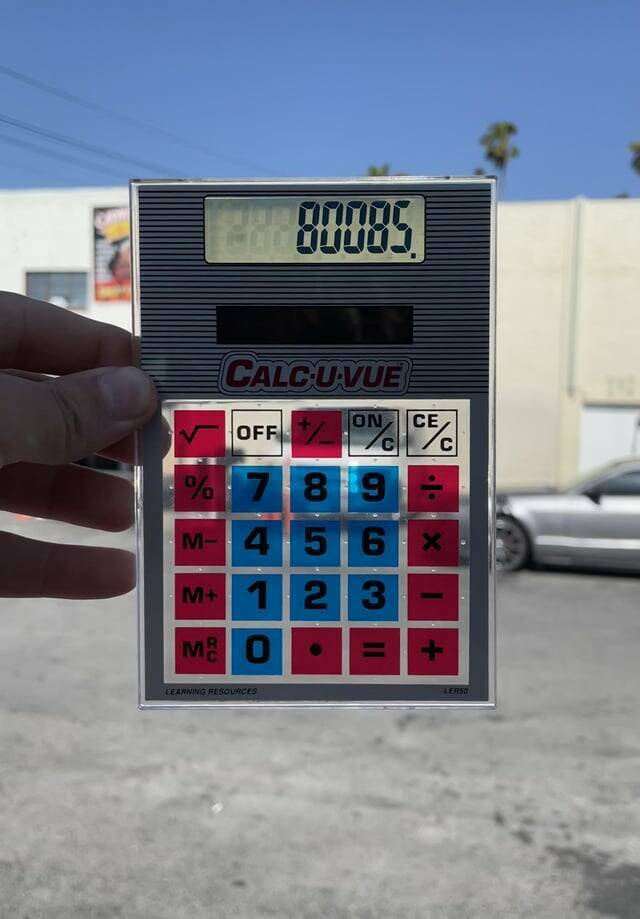 80085.
CALC-U-VUE
√ OFF +/- ON/C CE/C
% 7 8 9 ÷
M- 4 5 6 ×
M+ 1 2 3 -
MRC 0 • = +
LEARNING RESOURCES LER50